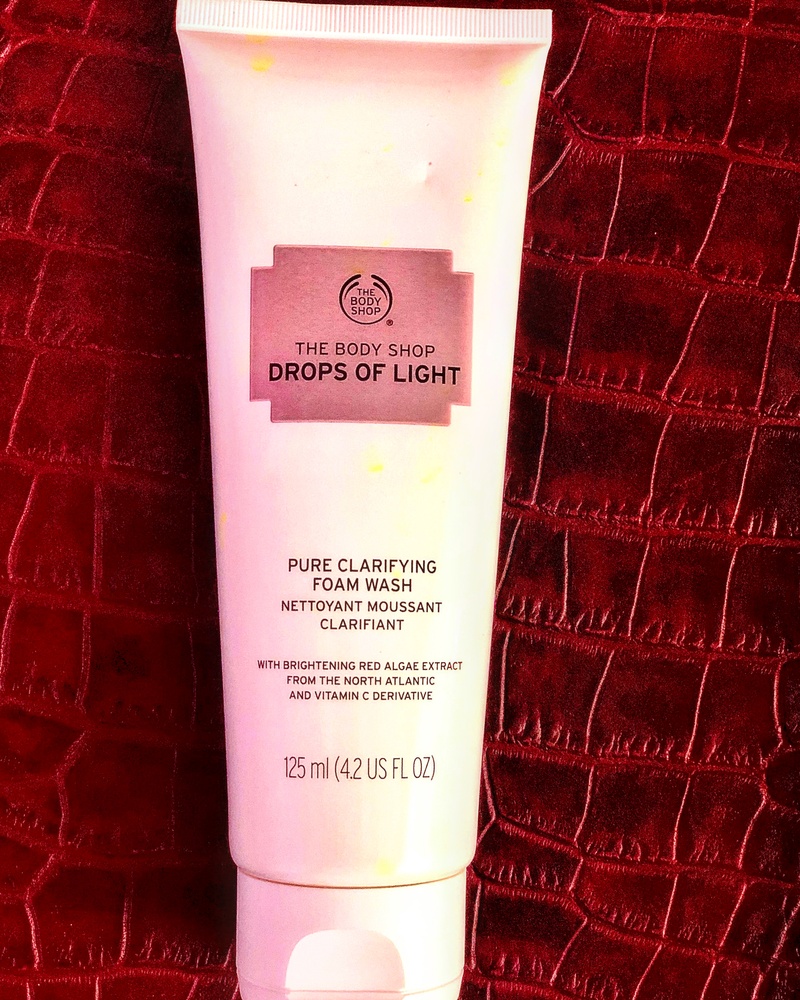 THE
BODY
SHOP
®
THE BODY SHOP
DROPS OF LIGHT
PURE CLARIFYING
FOAM WASH
NETTOYANT MOUSSANT
CLARIFIANT
WITH BRIGHTENING RED ALGAE EXTRACT
FROM THE NORTH ATLANTIC
AND VITAMIN C DERIVATIVE
125 ml (4.2 US FL OZ)